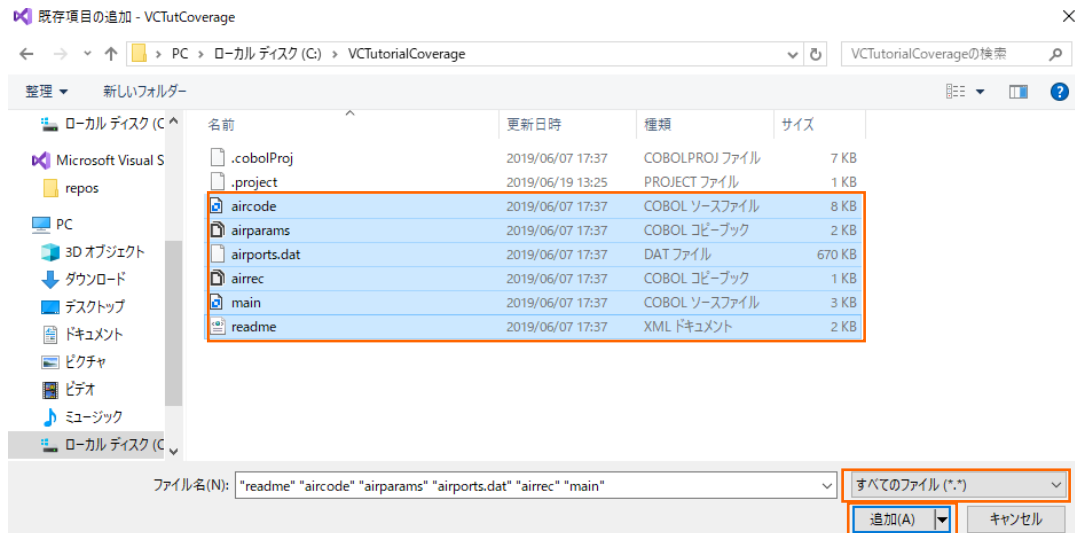 既存項目の追加 - VCTutCoverage
PC › ローカル ディスク (C:) › VCTutorialCoverage
VCTutorialCoverageの検索
整理 新しいフォルダー
ローカル ディスク (C
Microsoft Visual S
repos
PC
3D オブジェクト
ダウンロード
デスクトップ
ドキュメント
ピクチャ
ビデオ
ミュージック
ローカル ディスク (C
名前 更新日時 種類 サイズ
.cobolProj 2019/06/07 17:37 COBOLPROJ ファイル 7 KB
.project 2019/06/19 13:25 PROJECT ファイル 1 KB
aircode 2019/06/07 17:37 COBOL ソースファイル 8 KB
airparams 2019/06/07 17:37 COBOL コピーブック 2 KB
airports.dat 2019/06/07 17:37 DAT ファイル 670 KB
airrec 2019/06/07 17:37 COBOL コピーブック 1 KB
main 2019/06/07 17:37 COBOL ソースファイル 3 KB
readme 2019/06/07 17:37 XML ドキュメント 2 KB
ファイル名(N): "readme" "aircode" "airparams" "airports.dat" "airrec" "main"
すべてのファイル (*.*)
追加(A) キャンセル